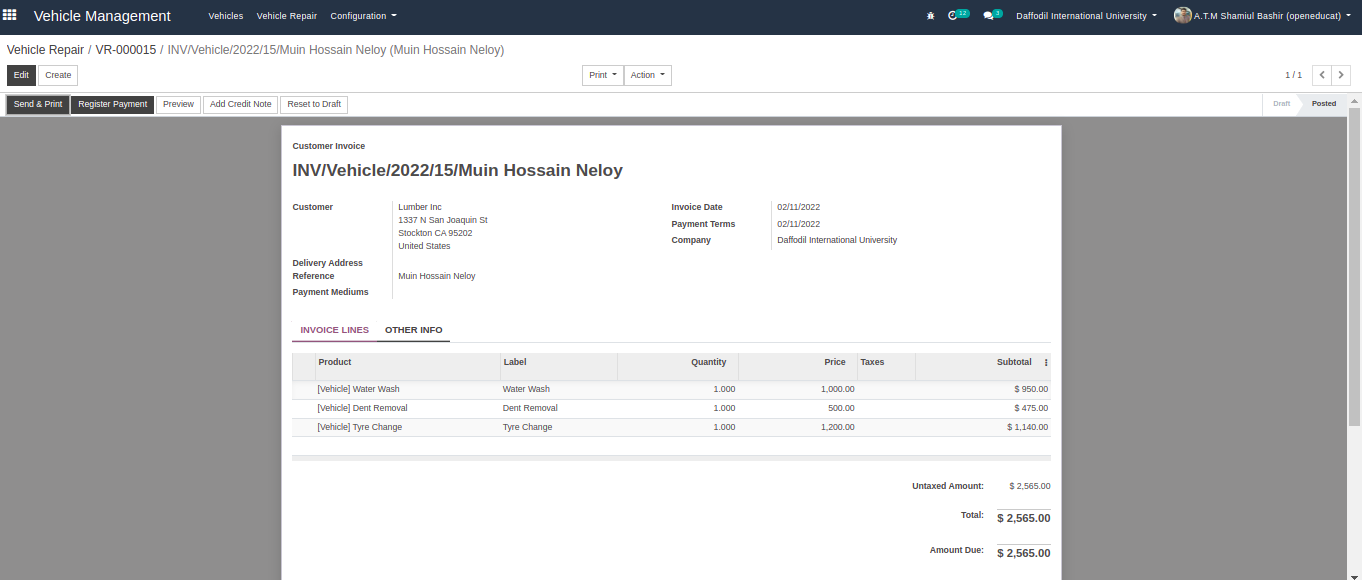 Vehicle Management Vehicles Vehicle Repair Configuration 12 3 Daffodil International University A.T.M Shamiul Bashir (openeducat)
Vehicle Repair / VR-000015 / INV/Vehicle/2022/15/Muin Hossain Neloy (Muin Hossain Neloy)
Edit Create Print Action 1 / 1
Send & Print Register Payment Preview Add Credit Note Reset to Draft Draft Posted
Customer Invoice
INV/Vehicle/2022/15/Muin Hossain Neloy
Customer Lumber Inc Invoice Date 02/11/2022
1337 N San Joaquin St Payment Terms 02/11/2022
Stockton CA 95202 Company Daffodil International University
United States
Delivery Address
Reference Muin Hossain Neloy
Payment Mediums
INVOICE LINES OTHER INFO
Product Label Quantity Price Taxes Subtotal
[Vehicle] Water Wash Water Wash 1.000 1,000.00 $ 950.00
[Vehicle] Dent Removal Dent Removal 1.000 500.00 $ 475.00
[Vehicle] Tyre Change Tyre Change 1.000 1,200.00 $ 1,140.00
Untaxed Amount: $ 2,565.00
Total: $ 2,565.00
Amount Due: $ 2,565.00